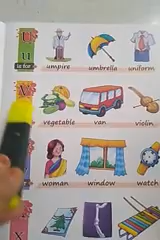 U
u
is for
umpire umbrella uniform
vegetable van violin
woman window watch
x